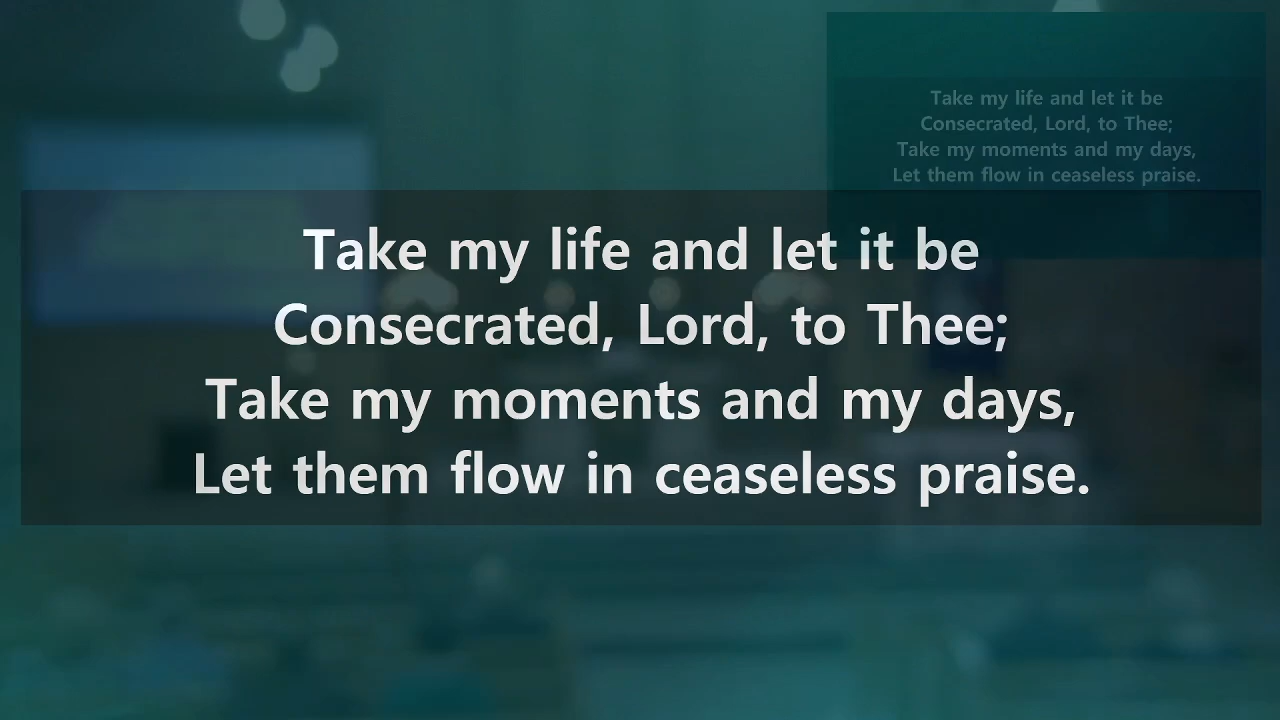 Take my life and let it be
Consecrated, Lord, to Thee;
Take my moments and my days,
Let them flow in ceaseless praise.
Take my life and let it be
Consecrated, Lord, to Thee;
Take my moments and my days,
Let them flow in ceaseless praise.